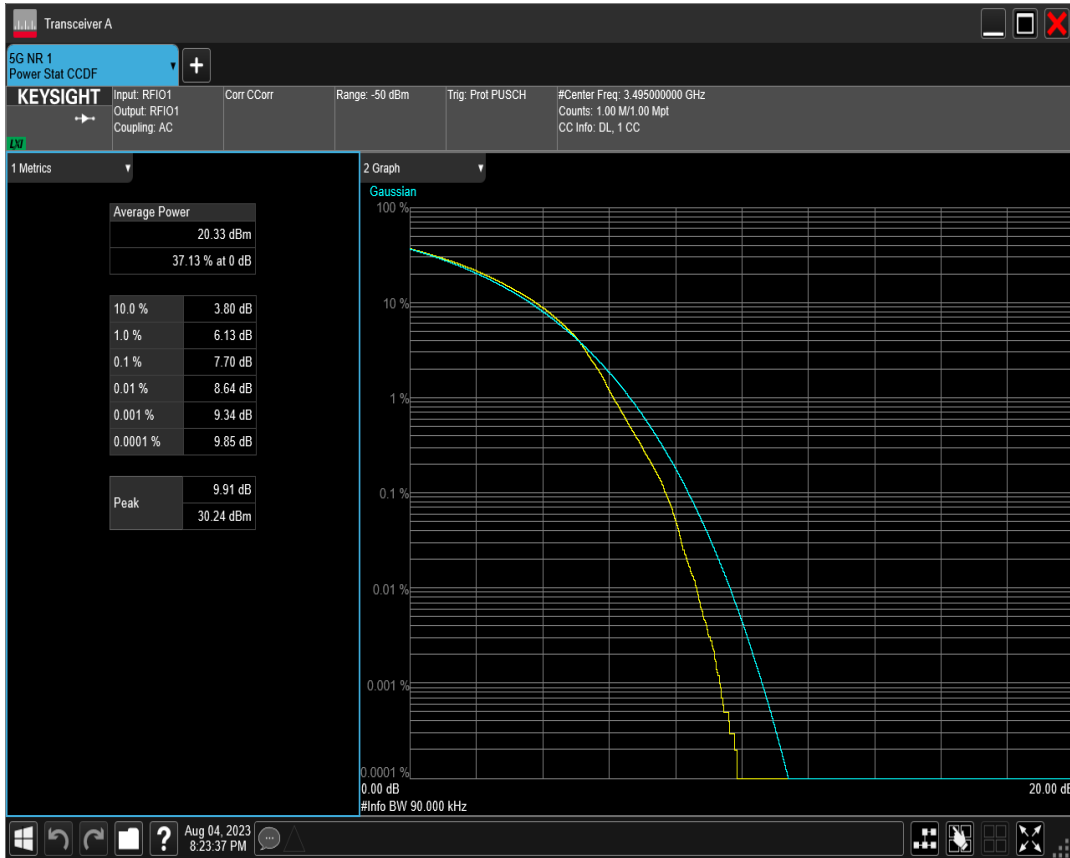 Transceiver A
5G NR 1
Power Stat CCDF
+
KEYSIGHT
LXI
Input: RFIO1
Output: RFIO1
Coupling: AC
Corr CCorr
Range: -50 dBm
Trig: Prot PUSCH
#Center Freq: 3.495000000 GHz
Counts: 1.00 M/1.00 Mpt
CC Info: DL, 1 CC
1 Metrics
Average Power
20.33 dBm
37.13 % at 0 dB
10.0 % 3.80 dB
1.0 % 6.13 dB
0.1 % 7.70 dB
0.01 % 8.64 dB
0.001 % 9.34 dB
0.0001 % 9.85 dB
Peak
9.91 dB
30.24 dBm
2 Graph
Gaussian
100 %
10 %
1 %
0.1 %
0.01 %
0.001 %
0.0001 %
0.00 dB 20.00 dB
#Info BW 90.000 kHz
?
Aug 04, 2023
8:23:37 PM